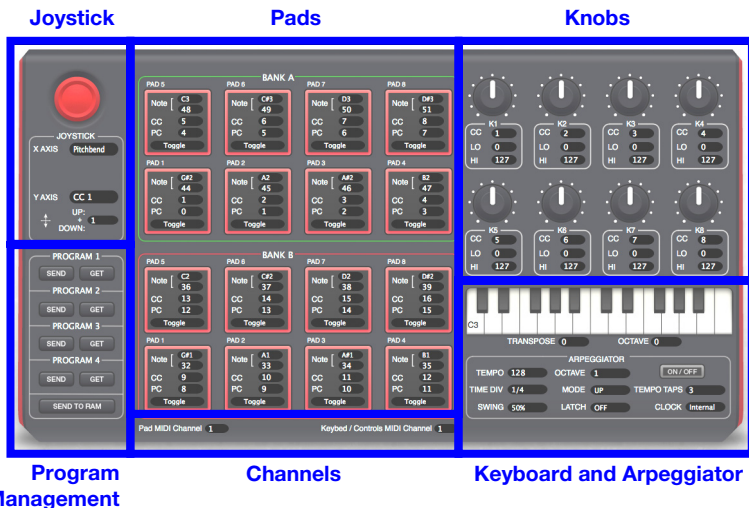 Joystick Pads Knobs
JOYSTICK
X AXIS Pitchbend
Y AXIS CC 1
UP:
+ 1
DOWN:
PROGRAM 1
SEND GET
PROGRAM 2
SEND GET
PROGRAM 3
SEND GET
PROGRAM 4
SEND GET
SEND TO RAM
BANK A
PAD 5 PAD 6 PAD 7 PAD 8
Note [ C3 Note [ C#3 Note [ D3 Note [ D#3
48 49 50 51
CC 5 CC 6 CC 7 CC 8
PC 4 PC 5 PC 6 PC 7
Toggle Toggle Toggle Toggle
PAD 1 PAD 2 PAD 3 PAD 4
Note [ G#2 Note [ A2 Note [ A#2 Note [ B2
44 45 46 47
CC 1 CC 2 CC 3 CC 4
PC 0 PC 1 PC 2 PC 3
Toggle Toggle Toggle Toggle
BANK B
PAD 5 PAD 6 PAD 7 PAD 8
Note [ C2 Note [ C#2 Note [ D2 Note [ D#2
36 37 38 39
CC 13 CC 14 CC 15 CC 16
PC 12 PC 13 PC 14 PC 15
Toggle Toggle Toggle Toggle
PAD 1 PAD 2 PAD 3 PAD 4
Note [ G#1 Note [ A1 Note [ A#1 Note [ B1
32 33 34 35
CC 9 CC 10 CC 11 CC 12
PC 8 PC 9 PC 10 PC 11
Toggle Toggle Toggle Toggle
Pad MIDI Channel 1 Keybed / Controls MIDI Channel 1
K1 K2 K3 K4
CC 1 CC 2 CC 3 CC 4
LO 0 LO 0 LO 0 LO 0
HI 127 HI 127 HI 127 HI 127
K5 K6 K7 K8
CC 5 CC 6 CC 7 CC 8
LO 0 LO 0 LO 0 LO 0
HI 127 HI 127 HI 127 HI 127
C3
TRANSPOSE 0 OCTAVE 0
ARPEGGIATOR
TEMPO 128 OCTAVE 1 ON / OFF
TIME DIV 1/4 MODE UP TEMPO TAPS 3
SWING 50% LATCH OFF CLOCK Internal
Program Channels Keyboard and Arpeggiator
Management